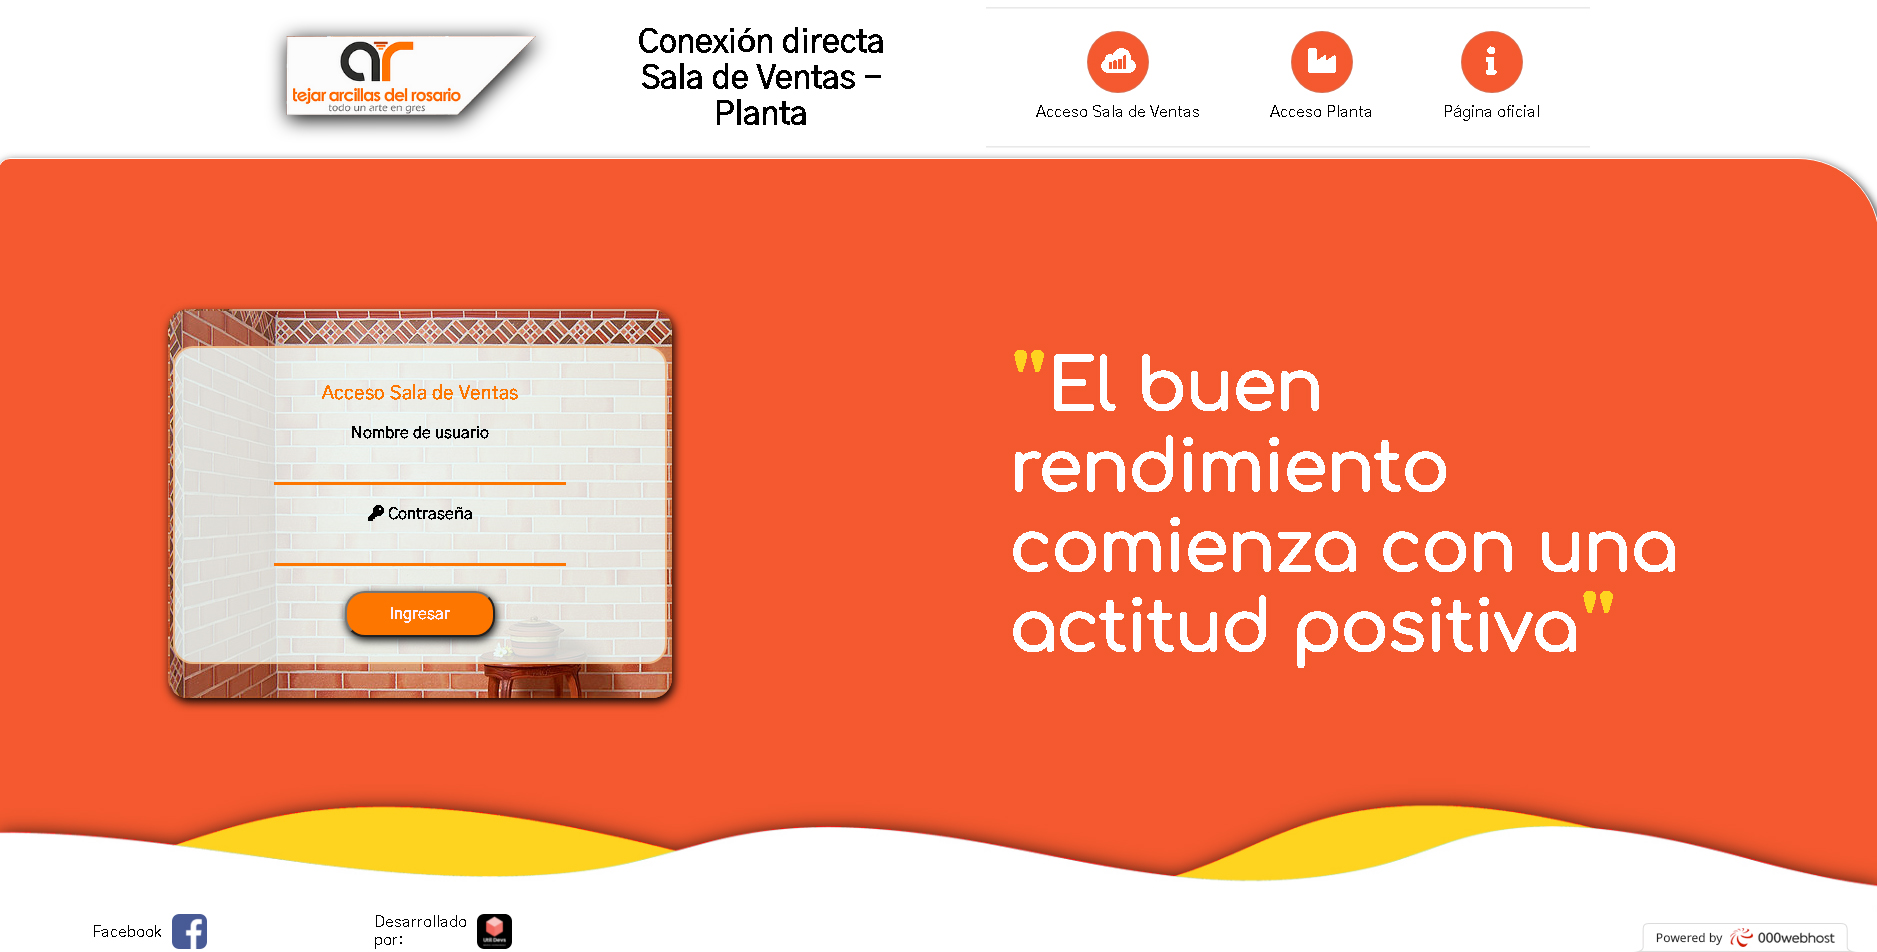 ar
tejar arcillas del rosario
todo un arte en gres
Conexión directa
Sala de Ventas -
Planta
Acceso Sala de Ventas
Acceso Planta
Página oficial
Acceso Sala de Ventas
Nombre de usuario
Contraseña
Ingresar
"El buen
rendimiento
comienza con una
actitud positiva"
Facebook
Desarrollado
por:
Util Devs
Powered by 000webhost